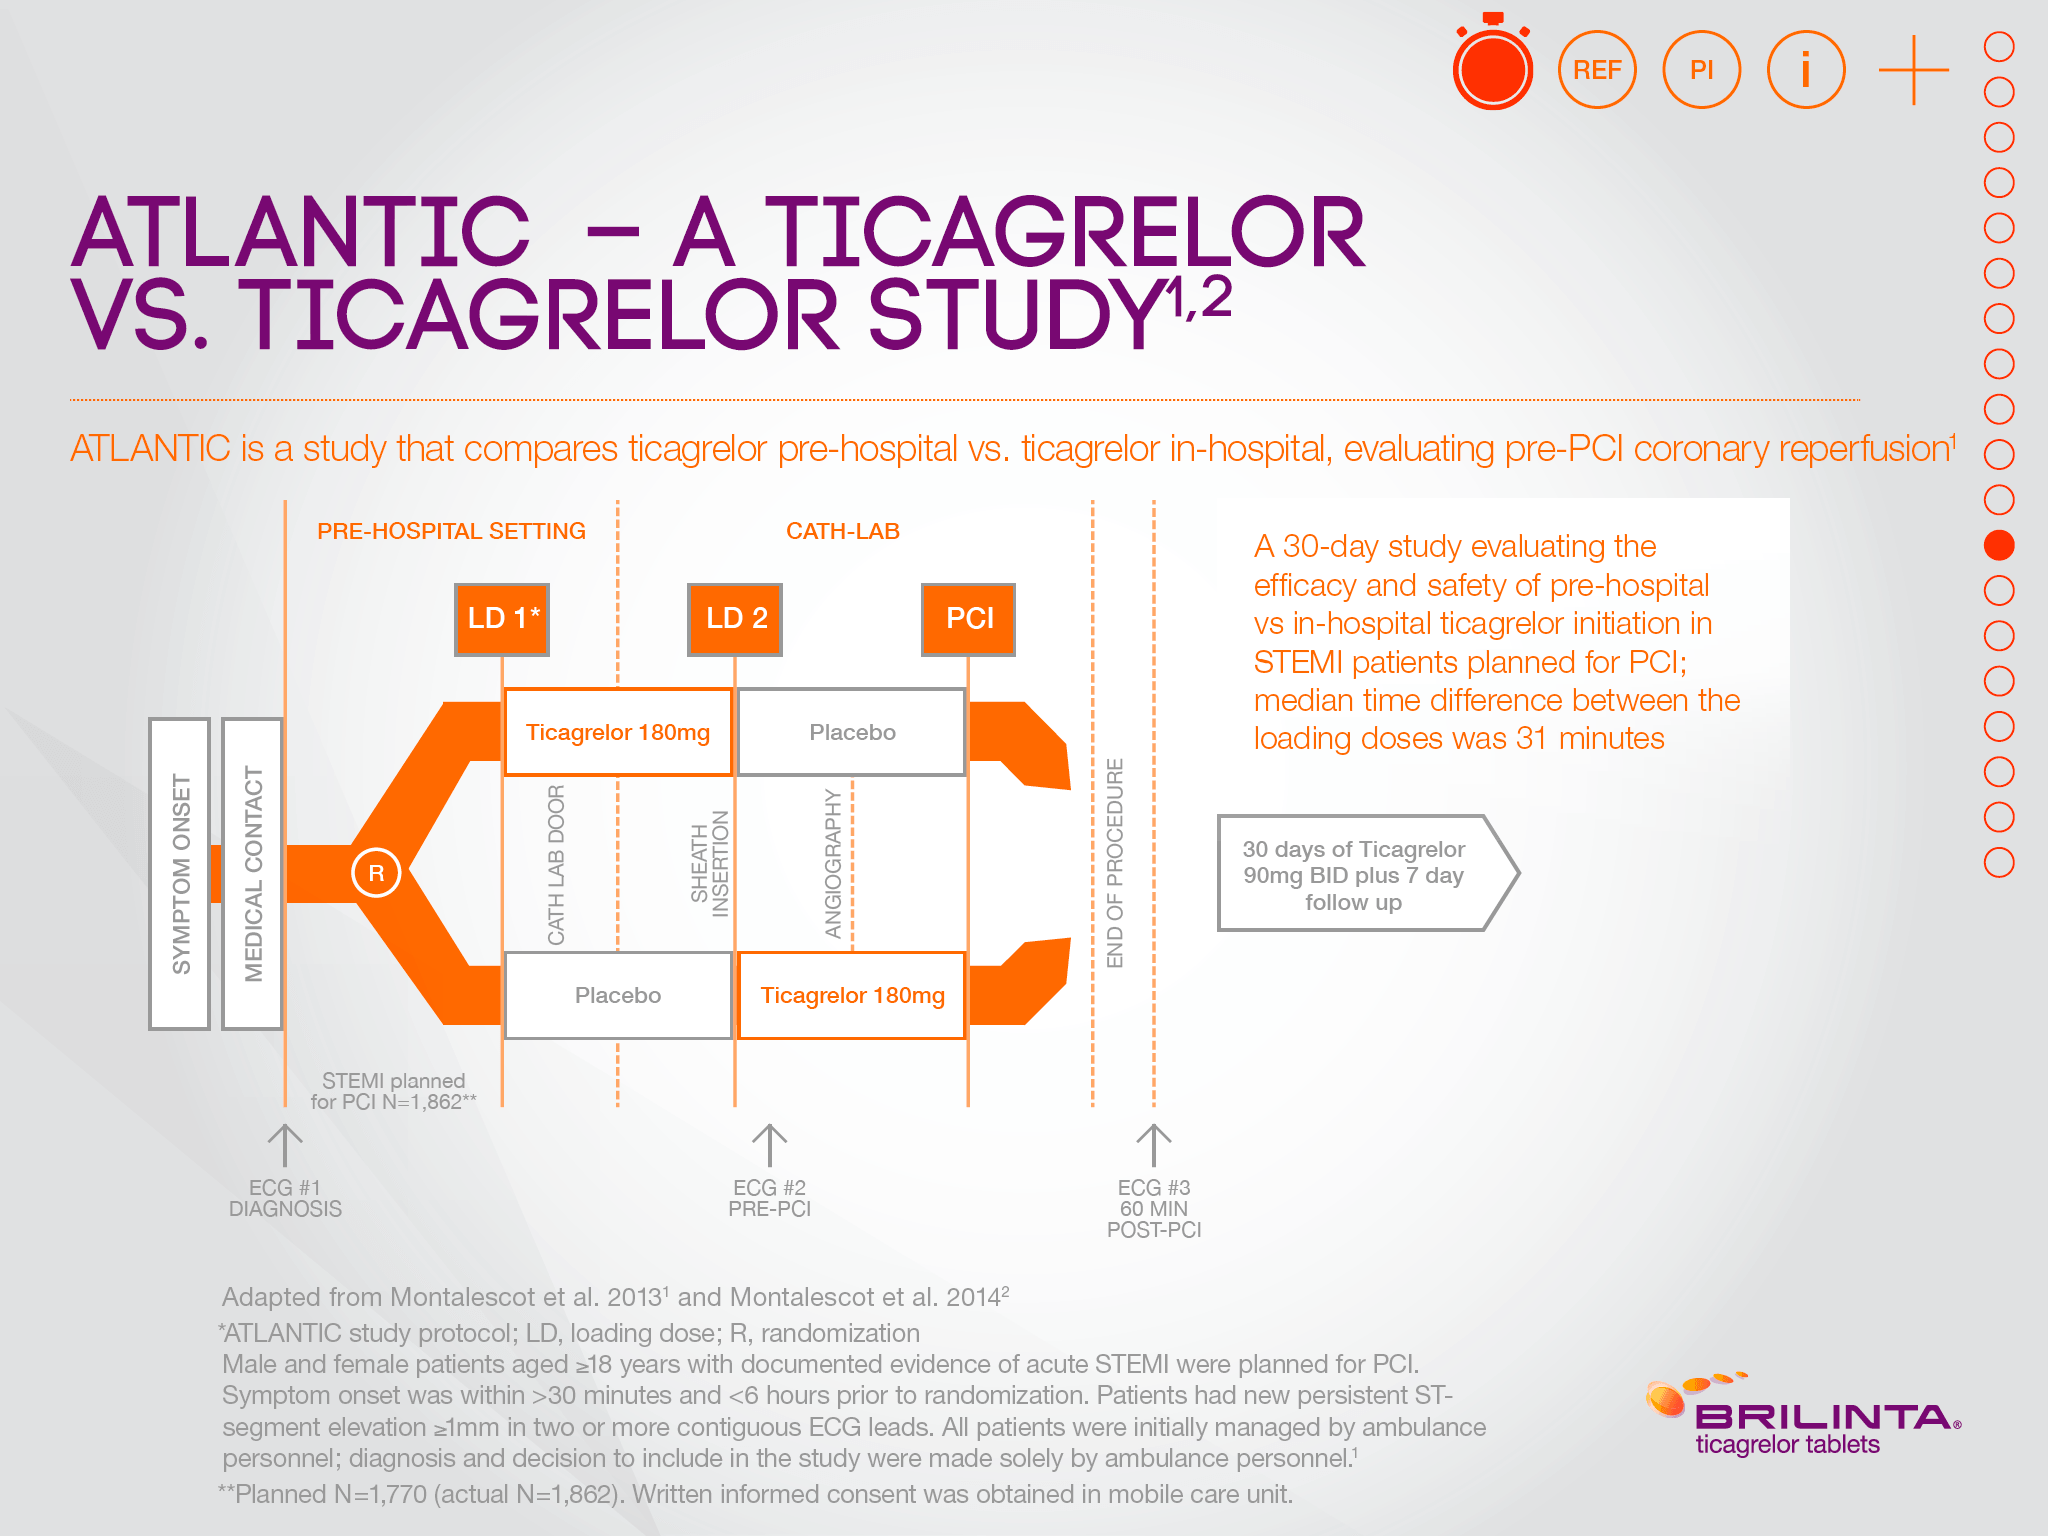 REF
PI
i
ATLANTIC – A TICAGRELOR
VS. TICAGRELOR STUDY1,2
ATLANTIC is a study that compares ticagrelor pre-hospital vs. ticagrelor in-hospital, evaluating pre-PCI coronary reperfusion1
PRE-HOSPITAL SETTING
CATH-LAB
LD 1*
LD 2
PCI
A 30-day study evaluating the
efficacy and safety of pre-hospital
vs in-hospital ticagrelor initiation in
STEMI patients planned for PCI;
median time difference between the
loading doses was 31 minutes
SYMPTOM ONSET
MEDICAL CONTACT
R
Ticagrelor 180mg
Placebo
CATH LAB DOOR
SHEATH
INSERTION
ANGIOGRAPHY
END OF PROCEDURE
Placebo
Ticagrelor 180mg
30 days of Ticagrelor
90mg BID plus 7 day
follow up
STEMI planned
for PCI N=1,862**
ECG #1
DIAGNOSIS
ECG #2
PRE-PCI
ECG #3
60 MIN
POST-PCI
Adapted from Montalescot et al. 20131 and Montalescot et al. 20142
*ATLANTIC study protocol; LD, loading dose; R, randomization
Male and female patients aged ≥18 years with documented evidence of acute STEMI were planned for PCI.
Symptom onset was within >30 minutes and <6 hours prior to randomization. Patients had new persistent ST-
segment elevation ≥1mm in two or more contiguous ECG leads. All patients were initially managed by ambulance
personnel; diagnosis and decision to include in the study were made solely by ambulance personnel.1
**Planned N=1,770 (actual N=1,862). Written informed consent was obtained in mobile care unit.
BRILINTA®
ticagrelor tablets